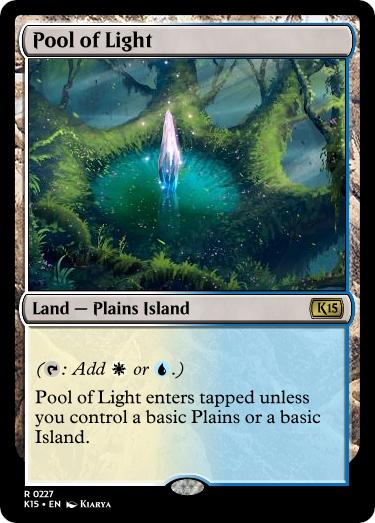 Pool of Light
Land — Plains Island
K15
(T: Add W or U.)
Pool of Light enters tapped unless
you control a basic Plains or a basic
Island.
R 0227
K15 • EN Kiarya